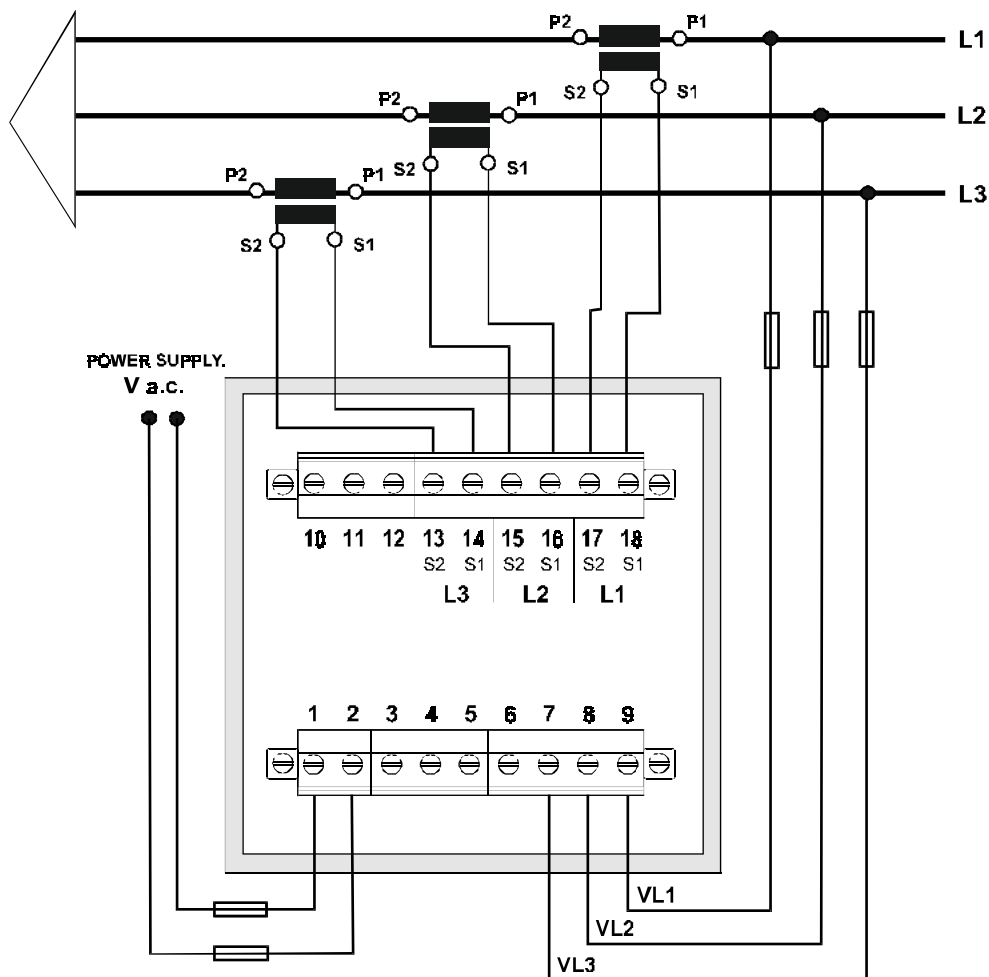 P2 P1 L1
S2 S1
P2 P1 L2
S2 S1
P2 P1 L3
S2 S1
POWER SUPPLY.
V a.c.
10 11 12 13 14 15 16 17 18
S2 S1 S2 S1 S2 S1
L3 L2 L1
1 2 3 4 5 6 7 8 9
VL1
VL2
VL3